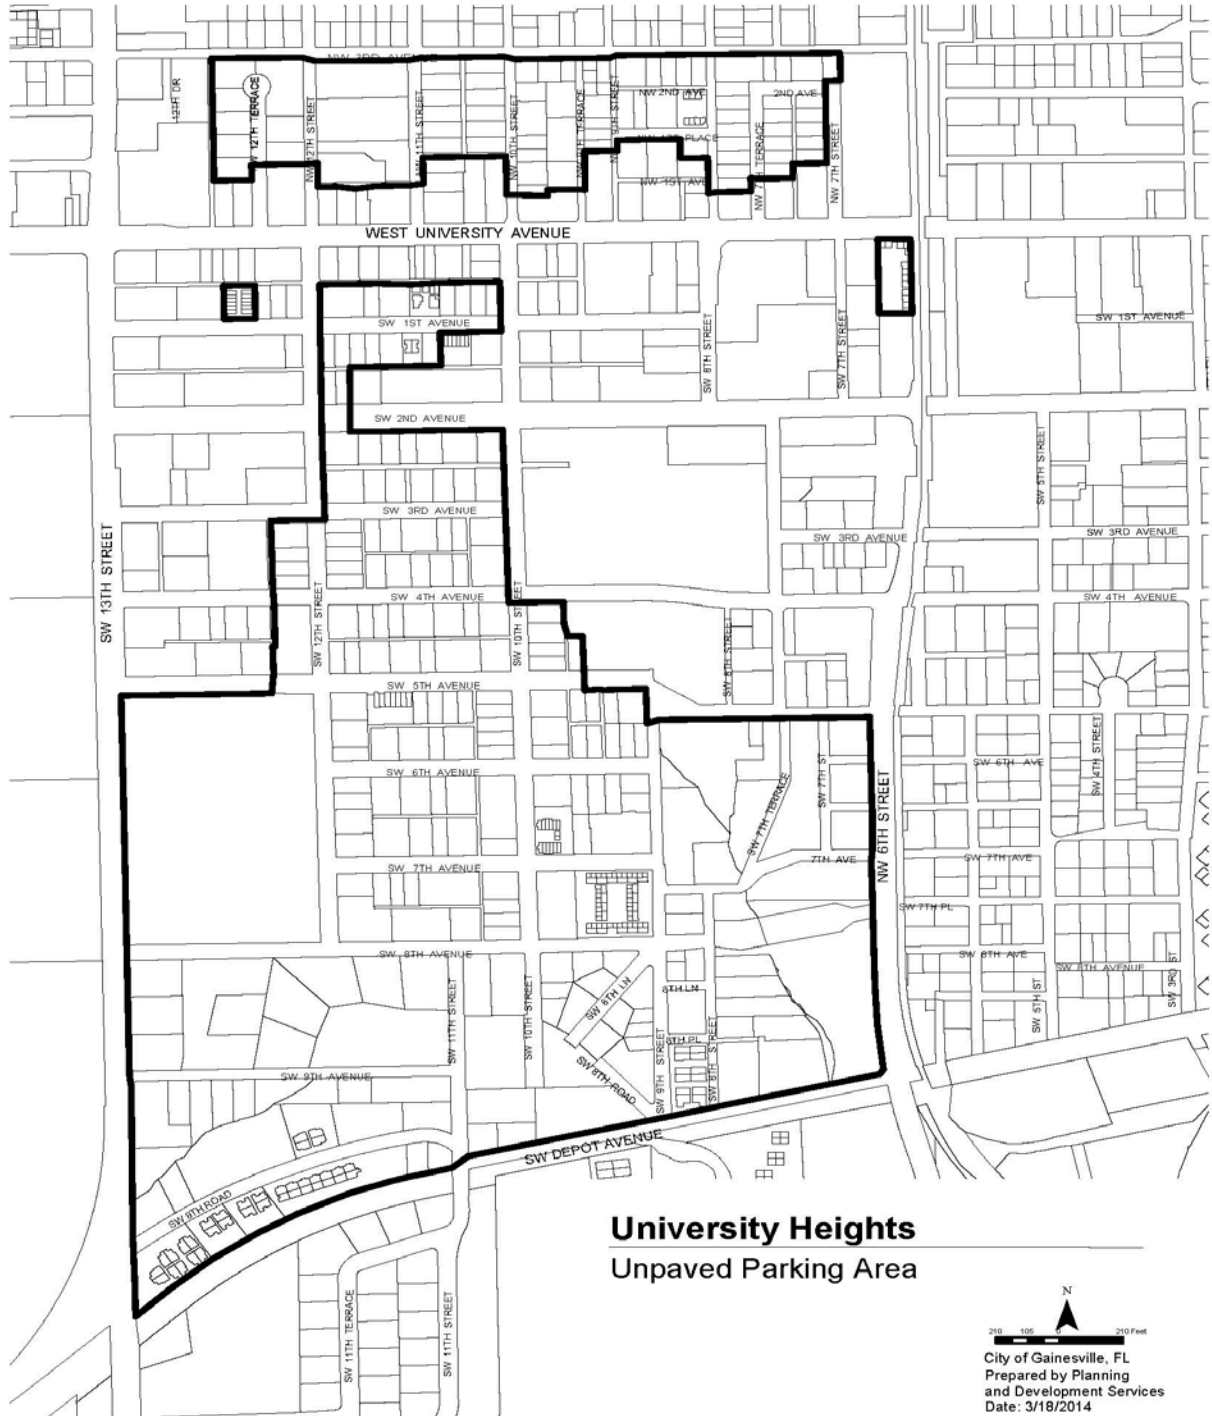 NW 3RD AVENUE
12TH DR
12TH TERRACE
NW 12TH STREET
NW 11TH STREET
NW 10TH STREET
NW 9TH TERRACE
NW 9TH STREET
NW 2ND AVE
2ND AVE
PLACE
NW 1ST AVE
NW 7TH TERRACE
NW 7TH STREET
WEST UNIVERSITY AVENUE
SW 1ST AVENUE
SW 8TH STREET
SW 7TH STREET
SW 1ST AVENUE
SW 2ND AVENUE
SW 5TH STREET
SW 3RD AVENUE
SW 3RD AVENUE
SW 3RD AVENUE
SW 13TH STREET
SW 12TH STREET
SW 4TH AVENUE
SW 10TH STREET
SW 8TH STREET
SW 4TH AVENUE
SW 5TH AVENUE
SW 4TH STREET
SW 6TH AVENUE
SW 7TH TERRACE
SW 7TH ST
NW 6TH STREET
SW 6TH AVE
SW 7TH AVENUE
7TH AVE
SW 7TH AVE
SW 7TH PL
SW 8TH AVENUE
SW 8TH AVE
SW 8TH AVENUE
SW 3RD ST
SW 11TH STREET
SW 10TH STREET
SW 8TH LN
8TH LN
SW 5TH ST
8TH PL
SW 9TH STREET
SW 8TH STREET
SW 9TH AVENUE
SW 8TH ROAD
SW DEPOT AVENUE
SW 9TH ROAD
SW 11TH TERRACE
SW 11TH STREET
University Heights
Unpaved Parking Area
N
210 105 0 210 Feet
City of Gainesville, FL
Prepared by Planning
and Development Services
Date: 3/18/2014